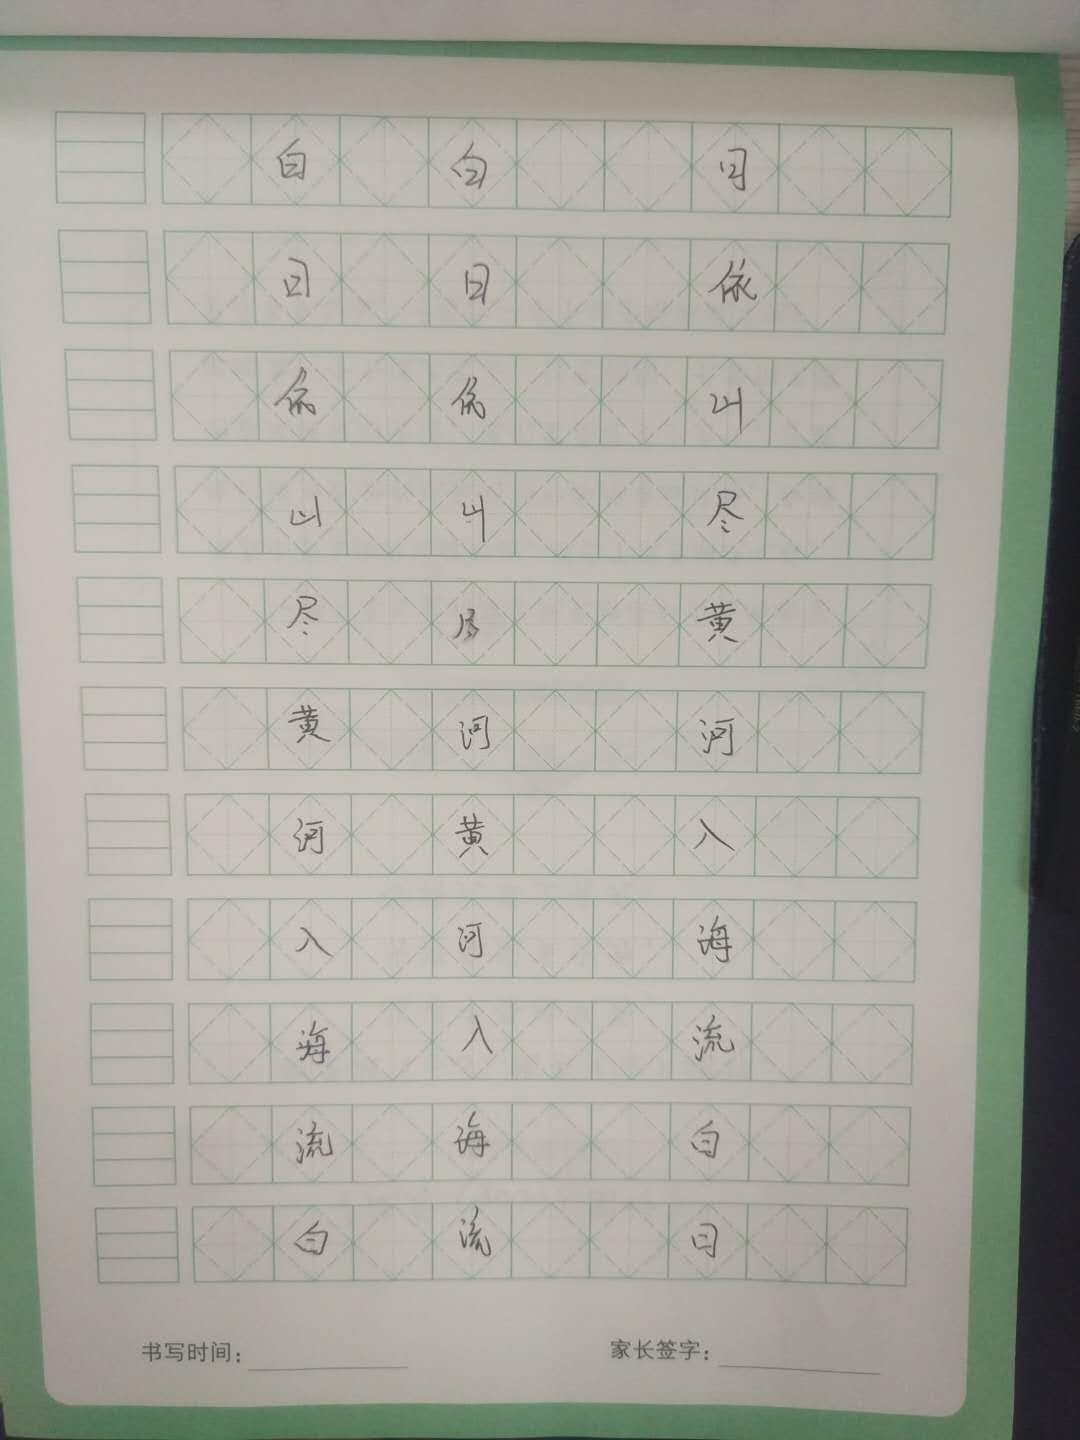 白 白 日
日 日 依
依 依 山
山 山 尽
尽 尽 黄
黄 河 河
河 黄 入
入 河 海
海 入 流
流 海 白
白 流 日
书写时间： 家长签字：